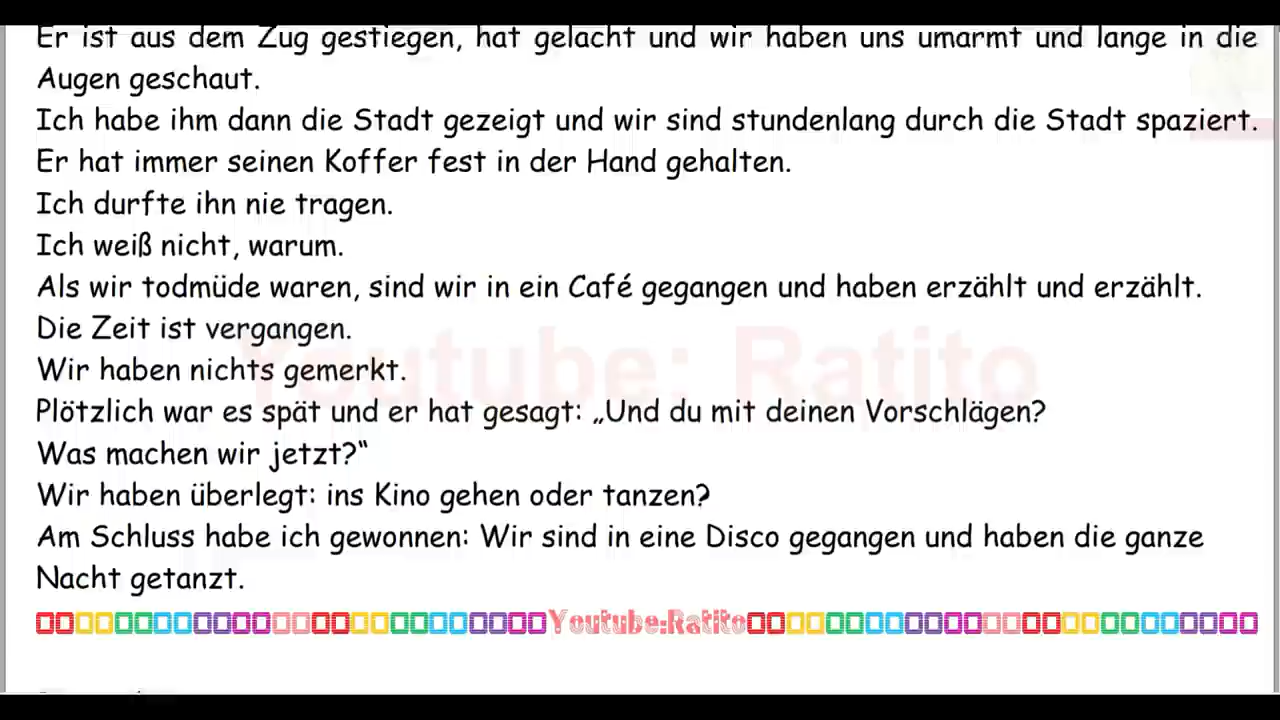 Er ist aus dem Zug gestiegen, hat gelacht und wir haben uns umarmt und lange in die
Augen geschaut.
Ich habe ihm dann die Stadt gezeigt und wir sind stundenlang durch die Stadt spaziert.
Er hat immer seinen Koffer fest in der Hand gehalten.
Ich durfte ihn nie tragen.
Ich weiß nicht, warum.
Als wir todmüde waren, sind wir in ein Café gegangen und haben erzählt und erzählt.
Die Zeit ist vergangen.
Youtube: Ratito
Wir haben nichts gemerkt.
Plötzlich war es spät und er hat gesagt: „Und du mit deinen Vorschlägen?
Was machen wir jetzt?“
Wir haben überlegt: ins Kino gehen oder tanzen?
Am Schluss habe ich gewonnen: Wir sind in eine Disco gegangen und haben die ganze
Nacht getanzt.
Youtube:Ratito